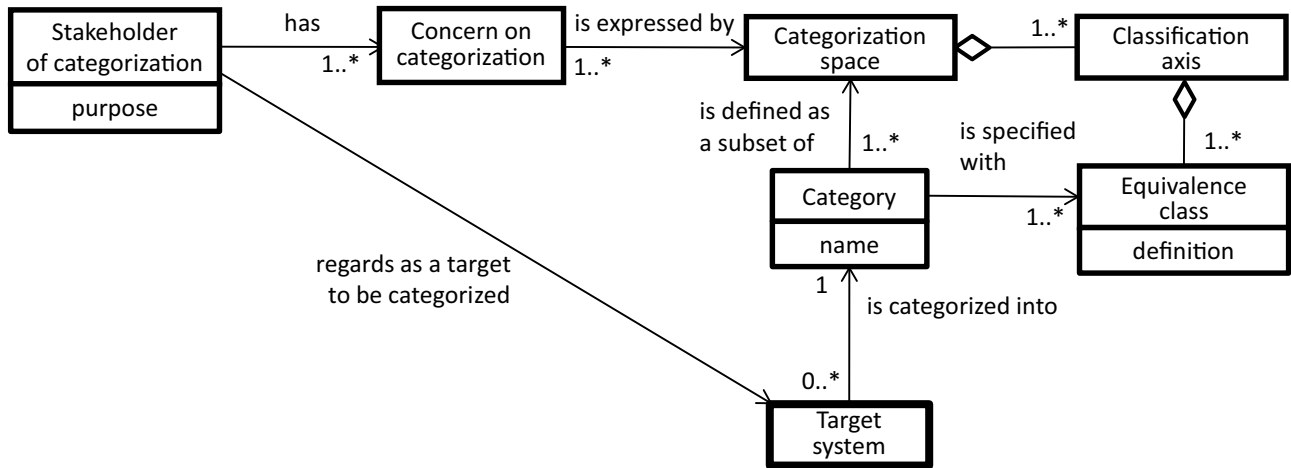 Stakeholder
of categorization
purpose
has
1..*
Concern on
categorization
is expressed by
1..*
Categorization
space
1..*
Classification
axis
is defined as
a subset of
1..*
is specified
with
1..*
1..*
Category
name
Equivalence
class
definition
regards as a target
to be categorized
1
is categorized into
0..*
Target
system